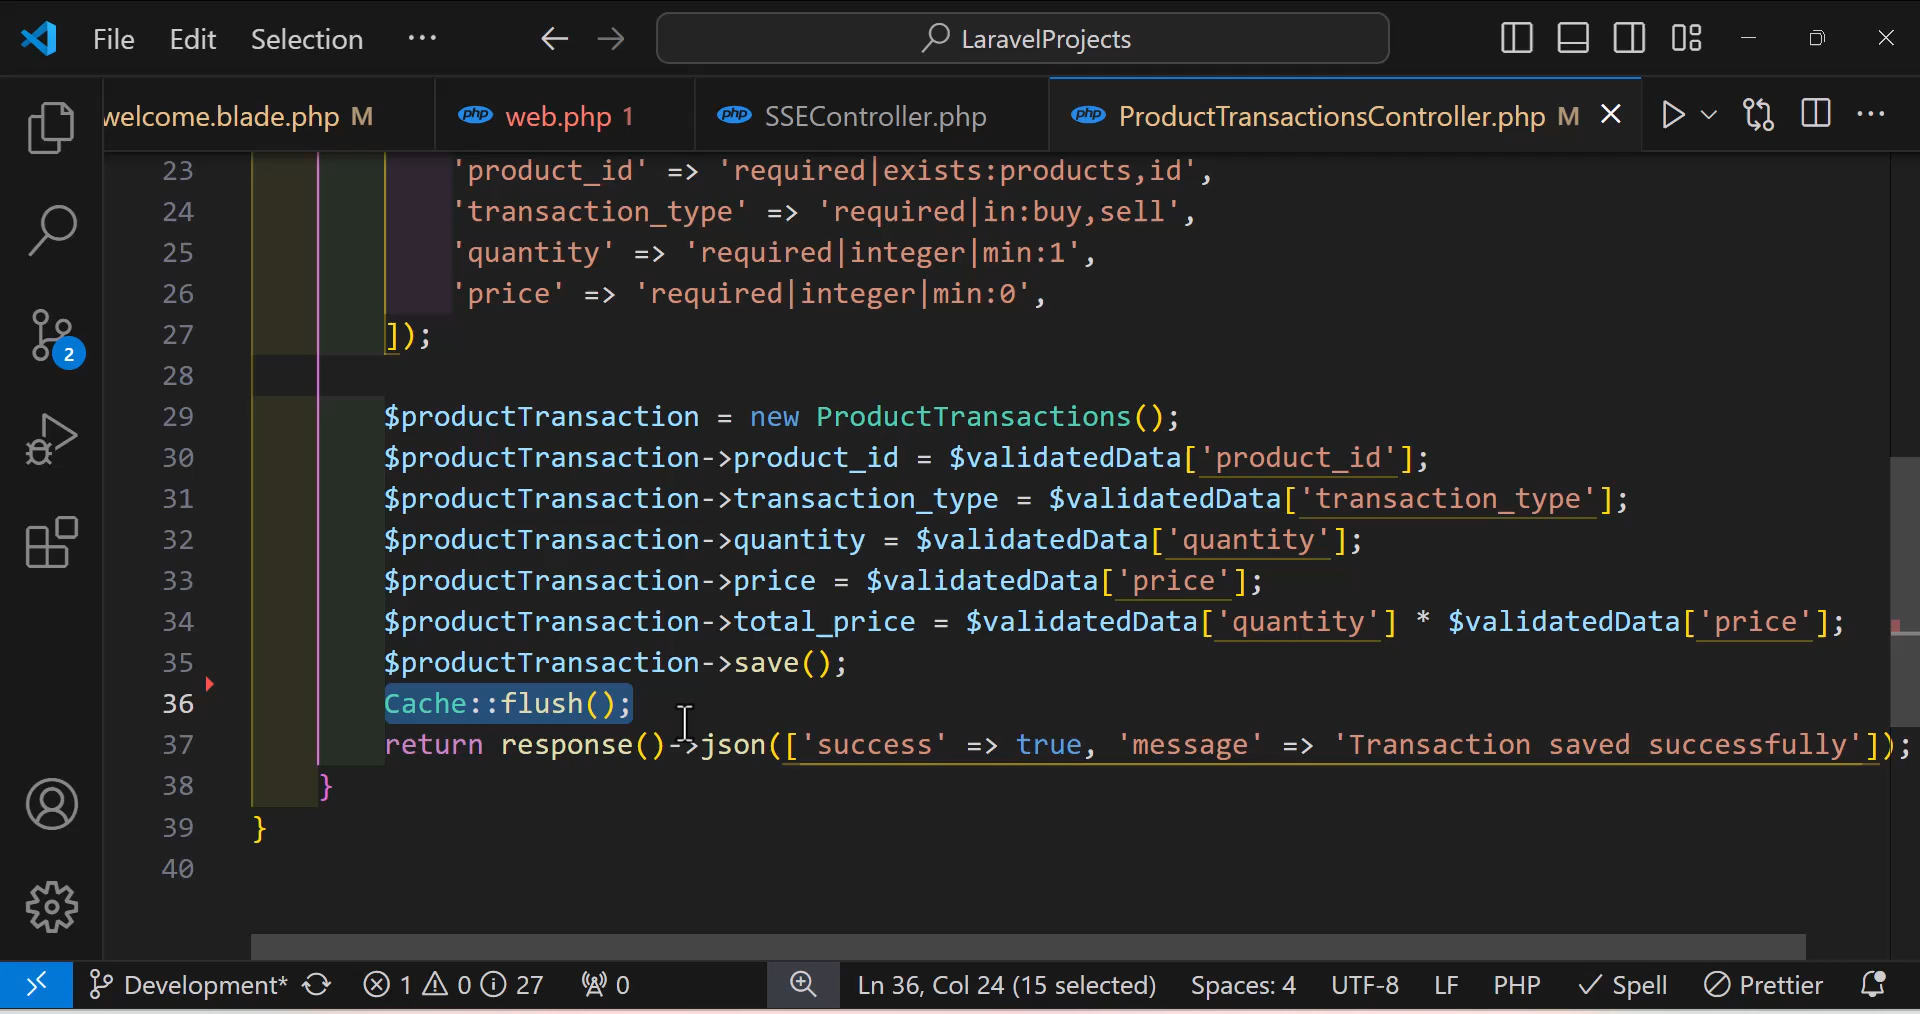 File Edit Selection ··· LaravelProjects
welcome.blade.php M php web.php 1 php SSEController.php php ProductTransactionsController.php M
23 'product_id' => 'required|exists:products,id',
24 'transaction_type' => 'required|in:buy,sell',
25 'quantity' => 'required|integer|min:1',
26 'price' => 'required|integer|min:0',
27 ]);
28
29 $productTransaction = new ProductTransactions();
30 $productTransaction->product_id = $validatedData['product_id'];
31 $productTransaction->transaction_type = $validatedData['transaction_type'];
32 $productTransaction->quantity = $validatedData['quantity'];
33 $productTransaction->price = $validatedData['price'];
34 $productTransaction->total_price = $validatedData['quantity'] * $validatedData['price'];
35 $productTransaction->save();
36 Cache::flush();
37 return response()->json(['success' => true, 'message' => 'Transaction saved successfully']);
38 }
39 }
40
2
Development* 1 0 27 0 Ln 36, Col 24 (15 selected) Spaces: 4 UTF-8 LF PHP Spell Prettier